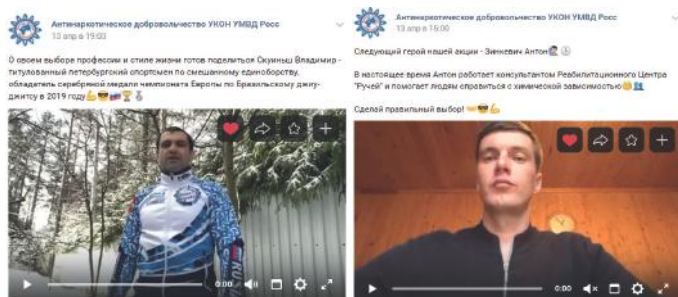 Антинаркотическое добровольчество УКОН УМВД Росс
13 апр в 19:03
О своем выборе профессии и стиле жизни готов поделиться Скумныш Владимир -
титулованный петербургский спортсмен по смешанному единоборству,
обладатель серебряной медали чемпионата Европы по Бразильскому джиу-
джитсу в 2019 году
0:00
Антинаркотическое добровольчество УКОН УМВД Росс
13 апр в 16:00
Следующий герой нашей акции - Зинкевич Антон
В настоящее время Антон работает консультантом Реабилитационного Центра
"Ручей" и помогает людям справиться с химической зависимостью
Сделай правильный выбор!
0:00